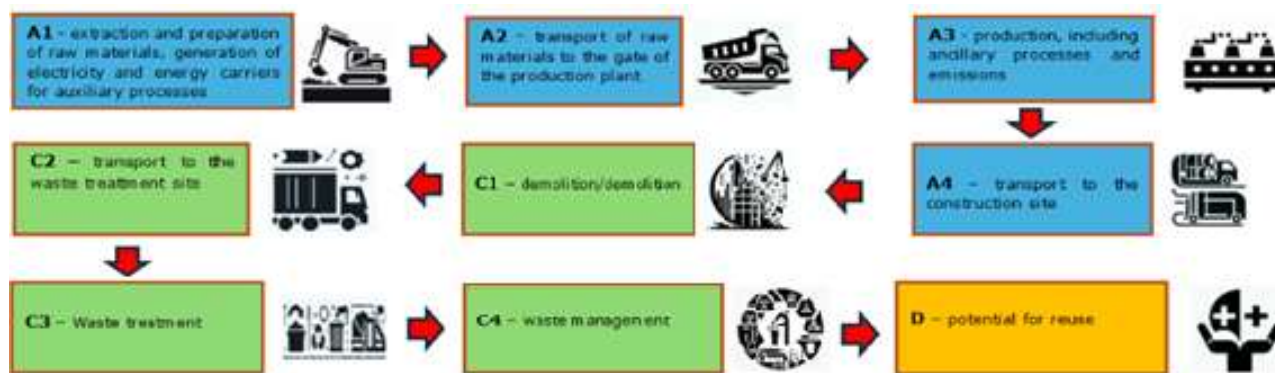 A1 - extraction and preparation
of raw materials, generation of
electricity and energy carriers
for auxiliary processes
A2 – transport of raw
materials to the gate of
the production plant
A3 – production, including
ancillary processes and
emissions
C2 – transport to the
waste treatment site
C1 – demolition/demolition
A4 – transport to the
construction site
C3 – Waste treatment
C4 – waste management
D – potential for reuse